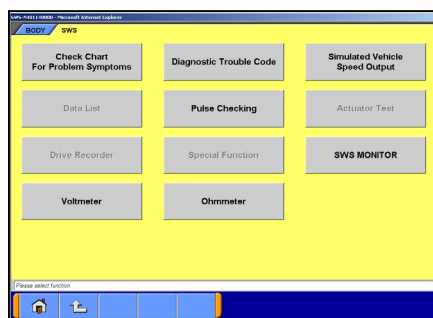 SWS-N401140000 - Microsoft Internet Explorer
BODY SWS
Check Chart
For Problem Symptoms
Diagnostic Trouble Code
Simulated Vehicle
Speed Output
Data List
Pulse Checking
Actuator Test
Drive Recorder
Special Function
SWS MONITOR
Voltmeter
Ohmmeter
Please select function.